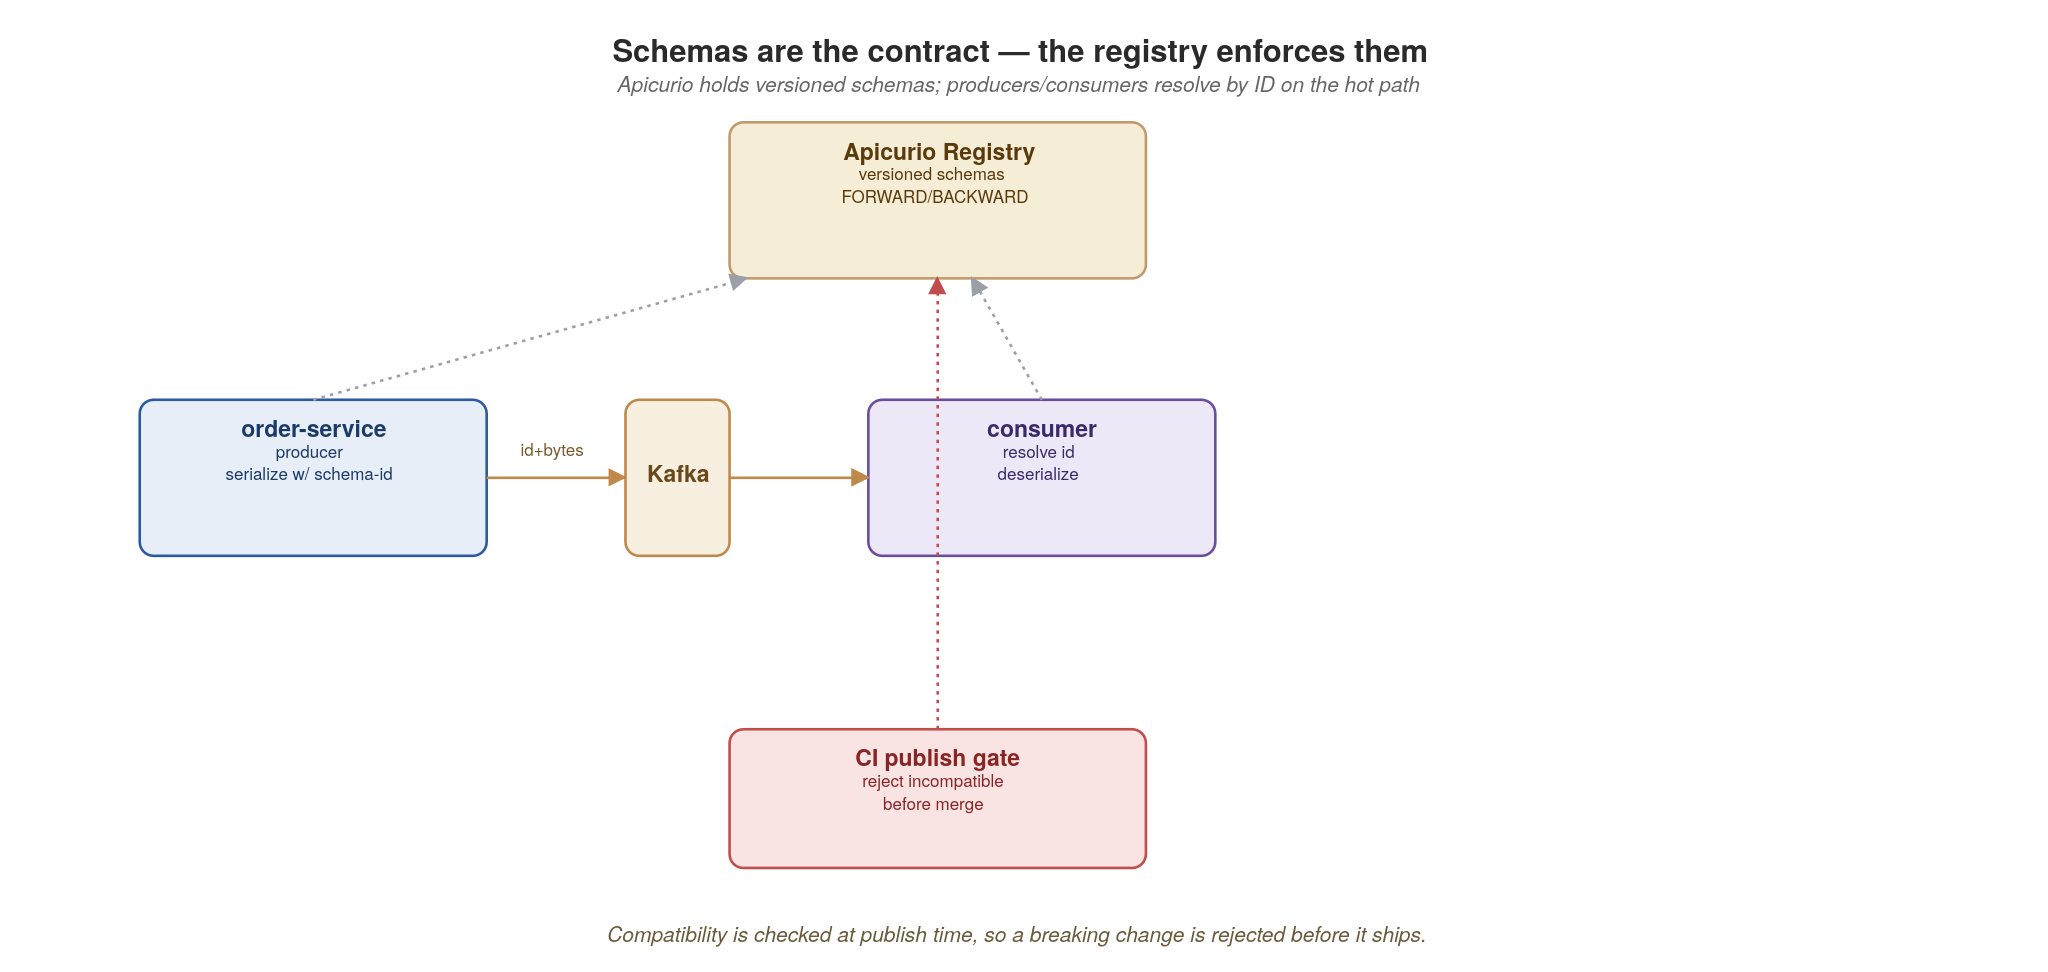 Schemas are the contract — the registry enforces them
Apicurio holds versioned schemas; producers/consumers resolve by ID on the hot path
Apicurio Registry
versioned schemas
FORWARD/BACKWARD
order-service
producer
serialize w/ schema-id
id+bytes
Kafka
consumer
resolve id
deserialize
CI publish gate
reject incompatible
before merge
Compatibility is checked at publish time, so a breaking change is rejected before it ships.